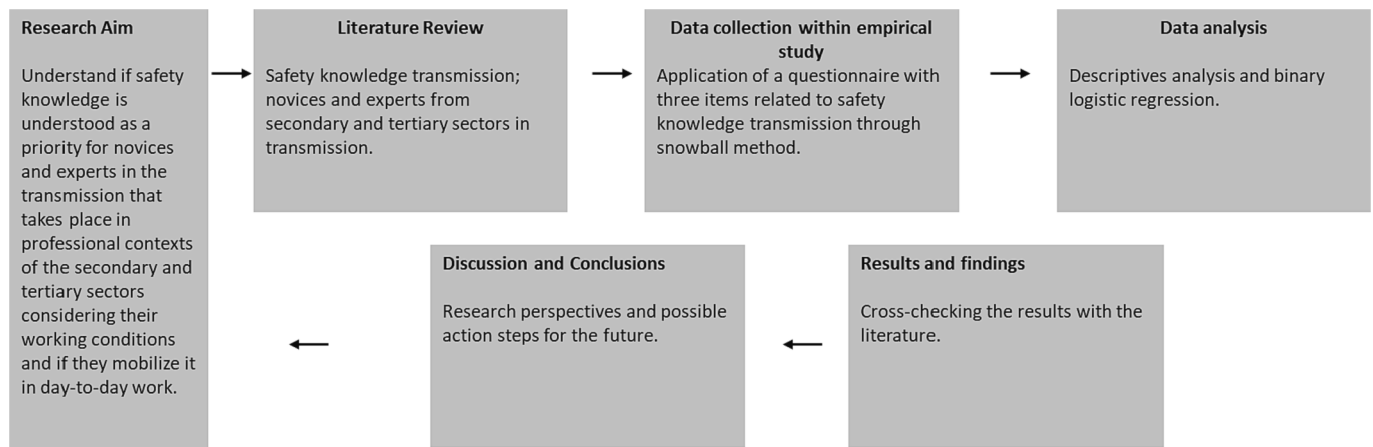 Research Aim
Understand if safety
knowledge is
understood as a
priority for novices
and experts in the
transmission that
takes place in
professional contexts
of the secondary and
tertiary sectors
considering their
working conditions
and if they mobilize it
in day-to-day work.
Literature Review
Safety knowledge transmission;
novices and experts from
secondary and tertiary sectors in
transmission.
Data collection within empirical
study
Application of a questionnaire with
three items related to safety
knowledge transmission through
snowball method.
Data analysis
Descriptives analysis and binary
logistic regression.
Results and findings
Cross-checking the results with the
literature.
Discussion and Conclusions
Research perspectives and possible
action steps for the future.